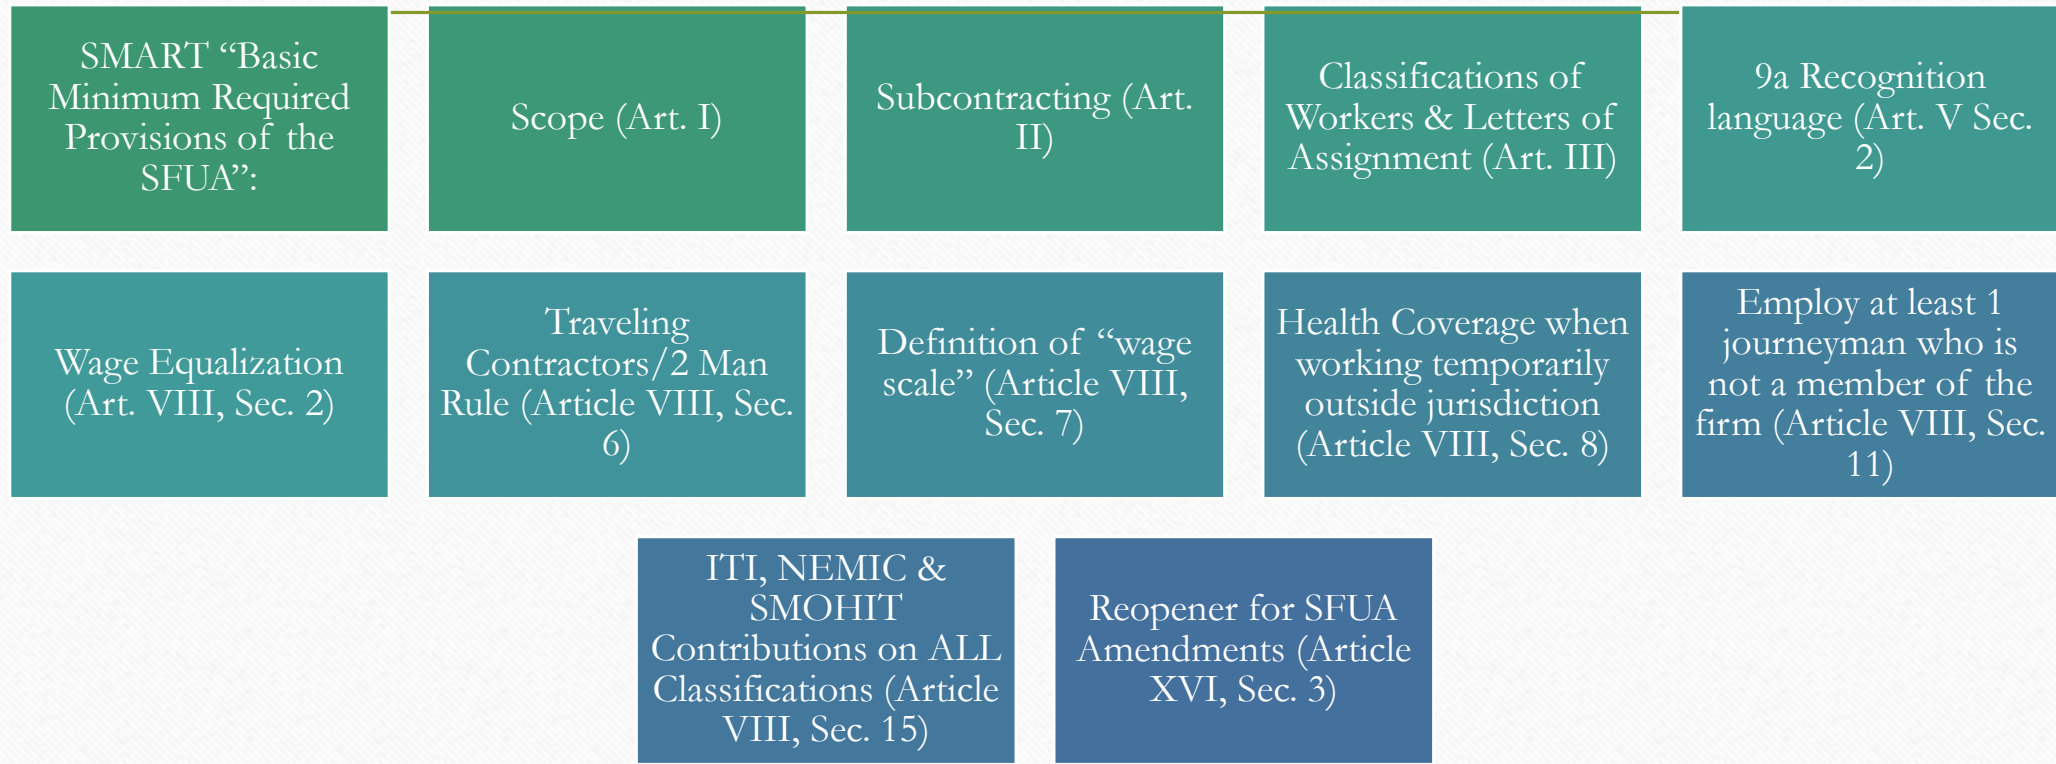 SMART “Basic
Minimum Required
Provisions of the
SFUA”:
Scope (Art. I)
Subcontracting (Art.
II)
Classifications of
Workers & Letters of
Assignment (Art. III)
9a Recognition
language (Art. V Sec.
2)
Wage Equalization
(Art. VIII, Sec. 2)
Traveling
Contractors/2 Man
Rule (Article VIII, Sec.
6)
Definition of “wage
scale” (Article VIII,
Sec. 7)
Health Coverage when
working temporarily
outside jurisdiction
(Article VIII, Sec. 8)
Employ at least 1
journeyman who is
not a member of the
firm (Article VIII, Sec.
11)
ITI, NEMIC &
SMOHIT
Contributions on ALL
Classifications (Article
VIII, Sec. 15)
Reopener for SFUA
Amendments (Article
XVI, Sec. 3)